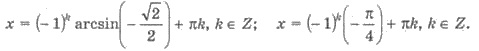 x = (−1)^k arcsin(−√2/2) + πk, k ∈ Z; x = (−1)^k(−π/4) + πk, k ∈ Z.